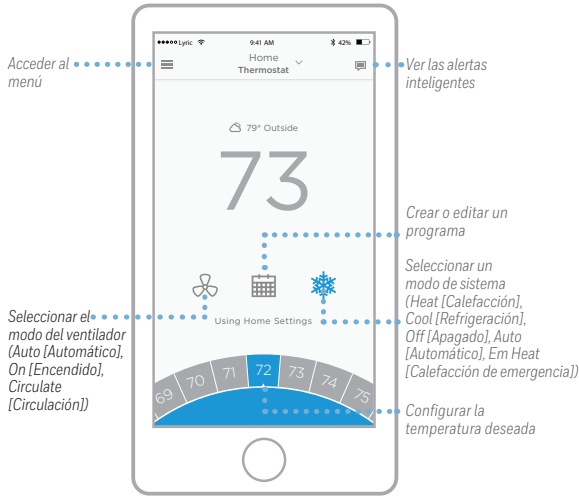 Lyric 9:41 AM 42%
Home
Thermostat
Acceder al
menú
Ver las alertas
inteligentes
79° Outside
73
Crear o editar un
programa
Seleccionar un
modo de sistema
(Heat [Calefacción],
Cool [Refrigeración],
Off [Apagado], Auto
[Automático], Em Heat
[Calefacción de emergencia])
Seleccionar el
modo del ventilador
(Auto [Automático],
On [Encendido],
Circulate
[Circulación])
Using Home Settings
69 70 71 72 73 74 75
Configurar la
temperatura deseada